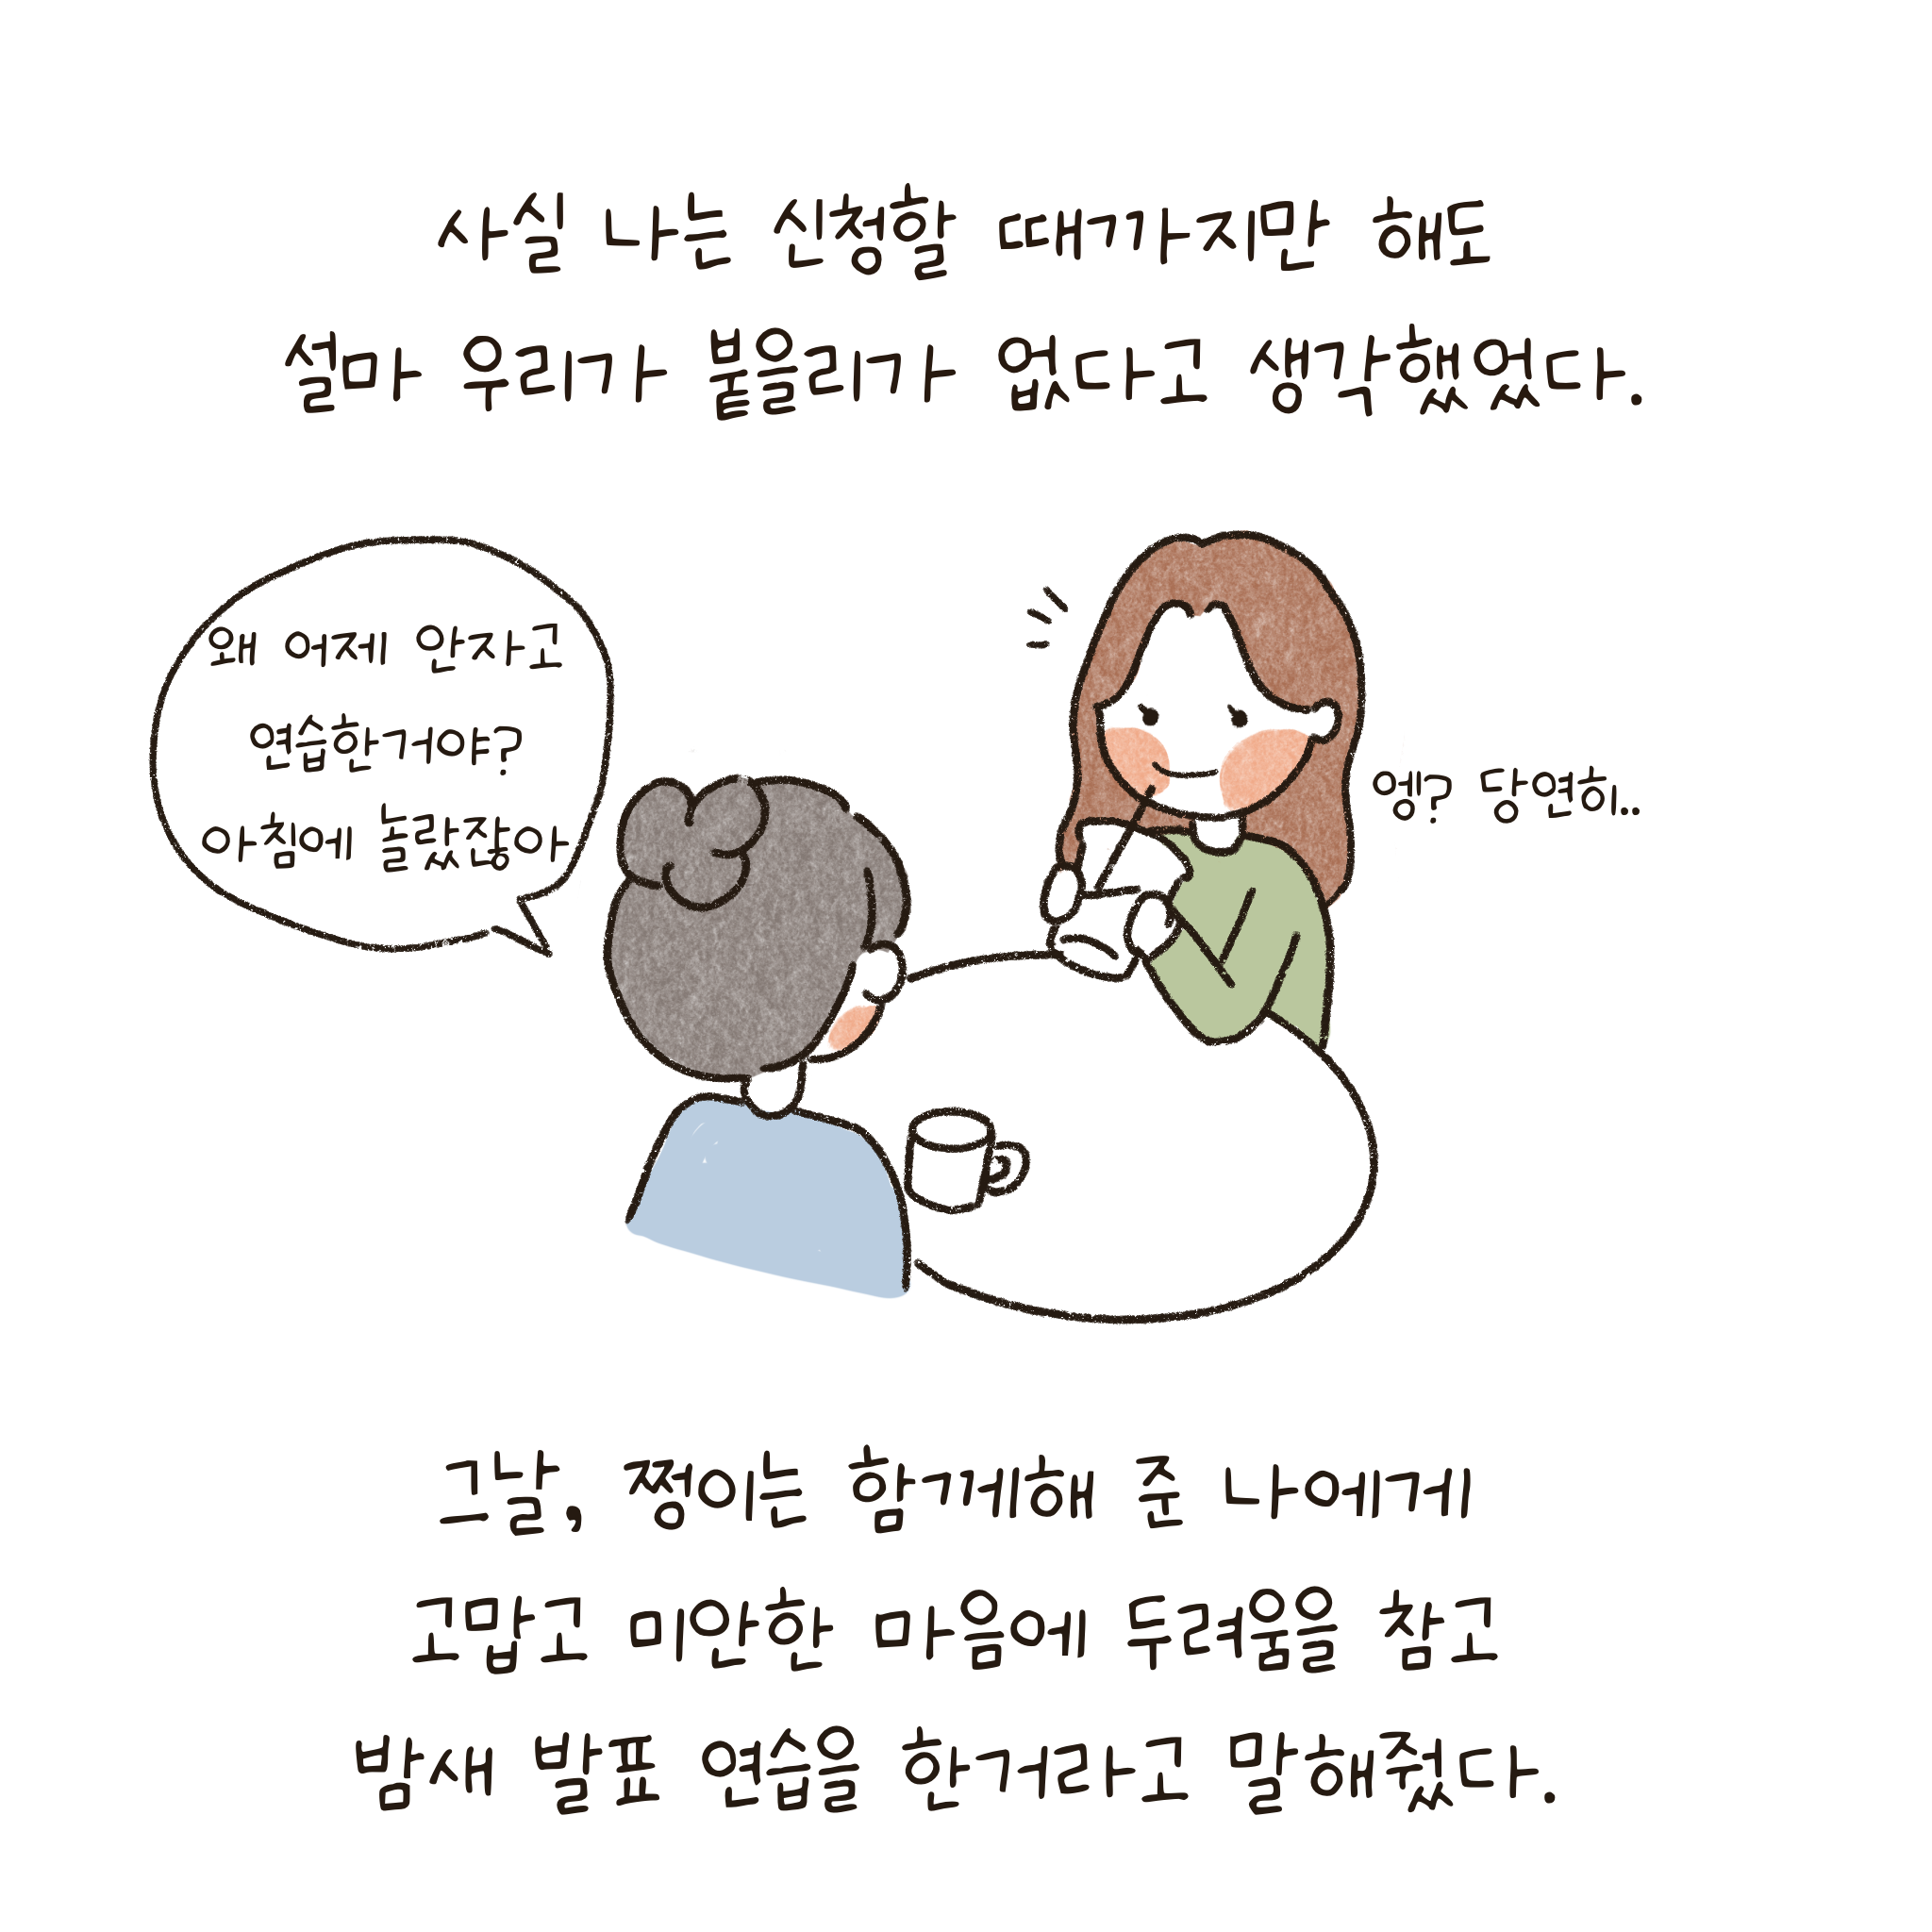 사실 나는 신청할 때까지만 해도
설마 우리가 붙을리가 없다고 생각했었다.
왜 어제 안자고
연습한거야?
아침에 놀랐잖아
엥? 당연히..
그날, 쩡이는 함께해 준 나에게
고맙고 미안한 마음에 두려움을 참고
밤새 발표 연습을 한거라고 말해줬다.